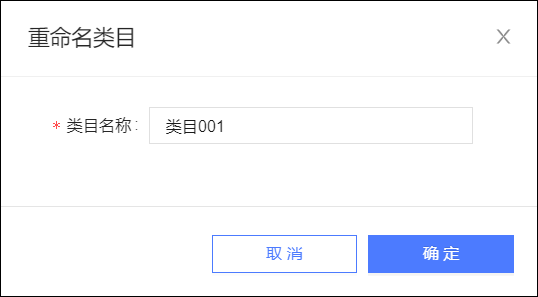 重命名类目
* 类目名称:
类目001
取 消
确 定